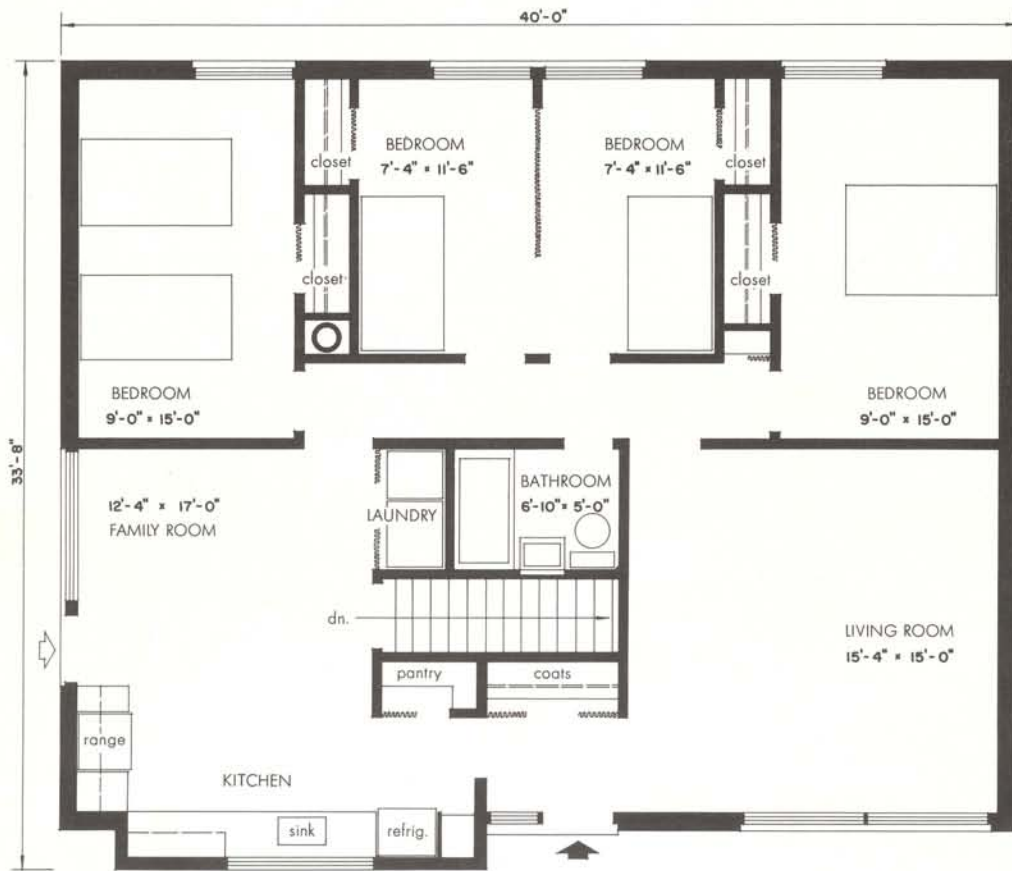 40'-0"
BEDROOM
7'-4" x 11'-6"
BEDROOM
7'-4" x 11'-6"
closet
closet
closet
closet
BEDROOM
9'-0" x 15'-0"
BEDROOM
9'-0" x 15'-0"
33'-8"
12'-4" x 17'-0"
FAMILY ROOM
LAUNDRY
BATHROOM
6'-10" x 5'-0"
dn.
LIVING ROOM
15'-4" x 15'-0"
pantry
coats
range
KITCHEN
sink
refrig.